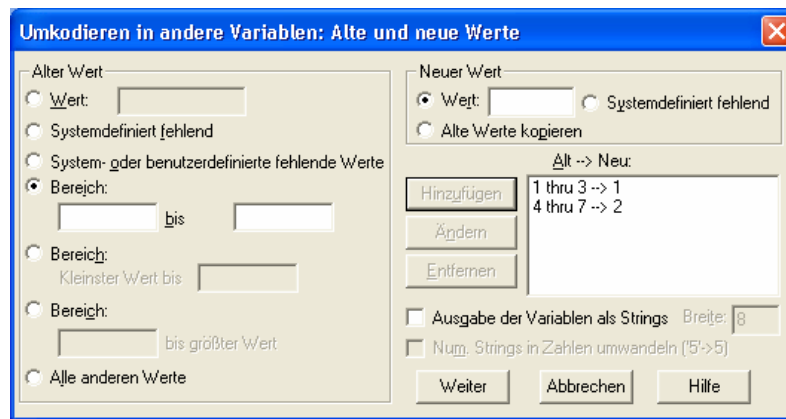 Umkodieren in andere Variablen: Alte und neue Werte
Alter Wert
Wert:
Systemdefiniert fehlend
System- oder benutzerdefinierte fehlende Werte
Bereich:
bis
Bereich:
Kleinster Wert bis
Bereich:
bis größter Wert
Alle anderen Werte
Neuer Wert
Wert:
Systemdefiniert fehlend
Alte Werte kopieren
Alt --> Neu:
Hinzufügen
Ändern
Entfernen
1 thru 3 --> 1
4 thru 7 --> 2
Ausgabe der Variablen als Strings Breite: 8
Num. Strings in Zahlen umwandeln ('5'->5)
Weiter Abbrechen Hilfe